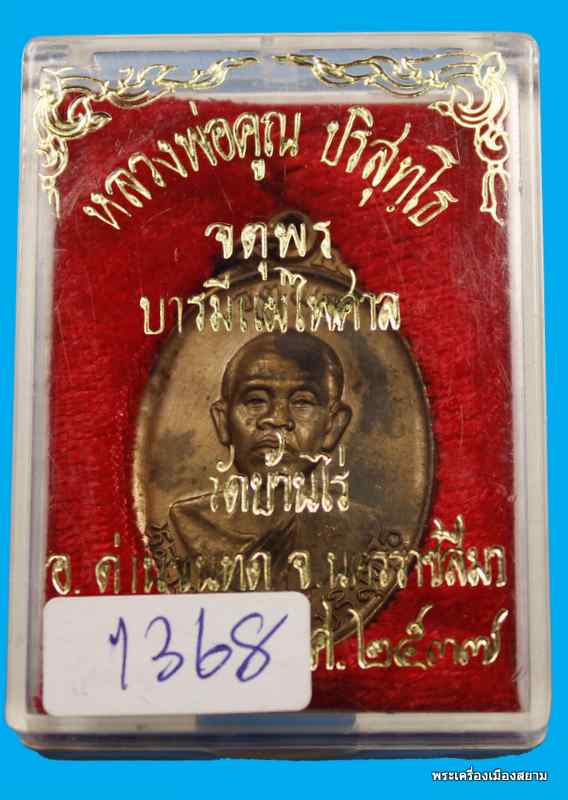 หลวงพ่อคูณ ปริสุทฺโธ
จตุพร
บารมีแผ่ไพศาล
วัดบ้านไร่
อ. ด่านขุนทด จ.นครราชสีมา
ศ.๒๕๓๗
1368
พระเครื่องเมืองสยาม